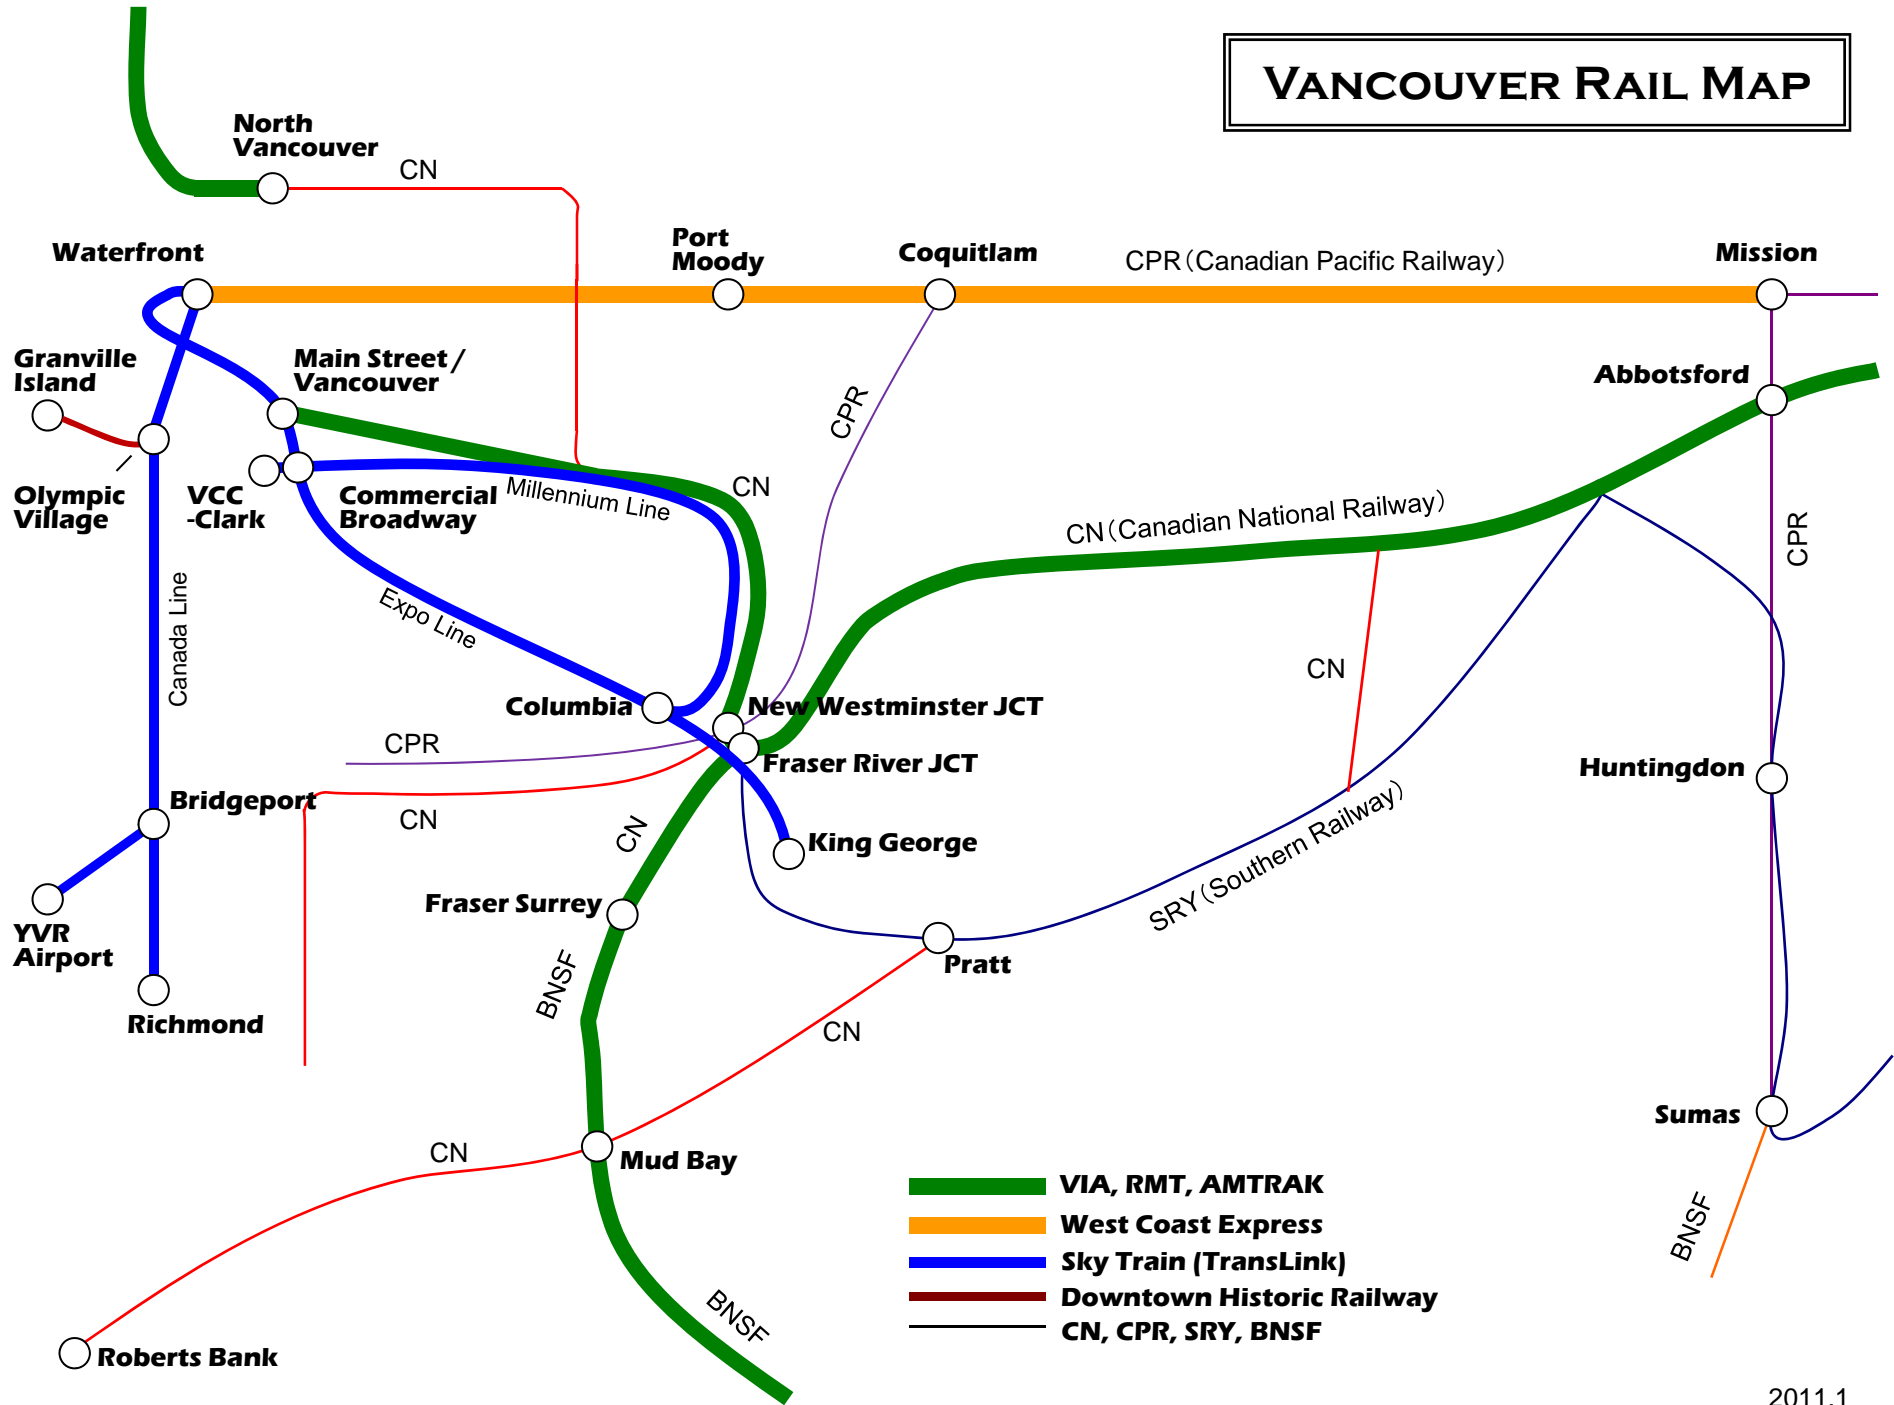 VANCOUVER RAIL MAP
North
Vancouver
CN
Waterfront
Port
Moody
Coquitlam
CPR（Canadian Pacific Railway）
Mission
Granville
Island
Main Street /
Vancouver
Abbotsford
CPR
Olympic
Village
VCC
-Clark
Commercial
Broadway
Millennium Line
CN
CN（Canadian National Railway）
CPR
Canada Line
Expo Line
CN
Columbia
New Westminster JCT
CPR
Fraser River JCT
Huntingdon
Bridgeport
CN
CN
King George
SRY（Southern Railway）
Fraser Surrey
YVR
Airport
BNSF
Pratt
Richmond
CN
Sumas
CN
Mud Bay
VIA, RMT, AMTRAK
West Coast Express
BNSF
Sky Train (TransLink)
Downtown Historic Railway
BNSF
CN, CPR, SRY, BNSF
Roberts Bank
2011.1